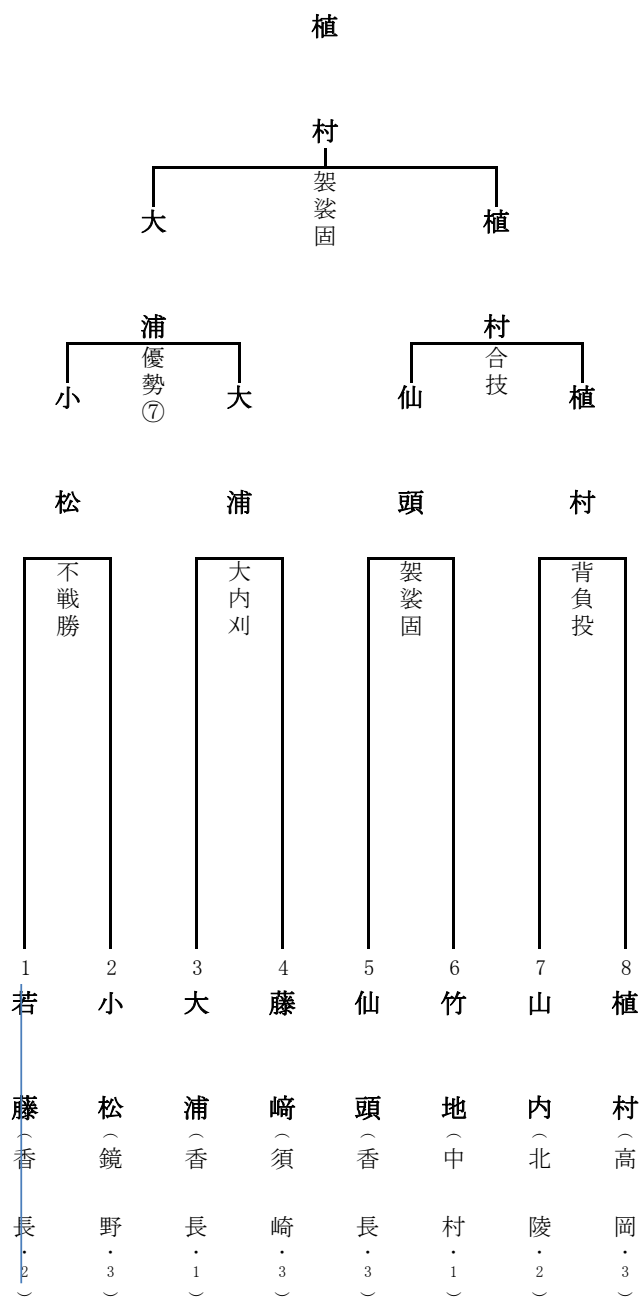 植村
袈裟固
大浦
植村
優勢⑦
合技
小松
大浦
仙頭
植村
不戦勝
大内刈
袈裟固
背負投
1
2
3
4
5
6
7
8
若藤（香長・2）
小松（鏡野・3）
大浦（香長・1）
藤﨑（須崎・3）
仙頭（香長・3）
竹地（中村・1）
山内（北陵・2）
植村（高岡・3）